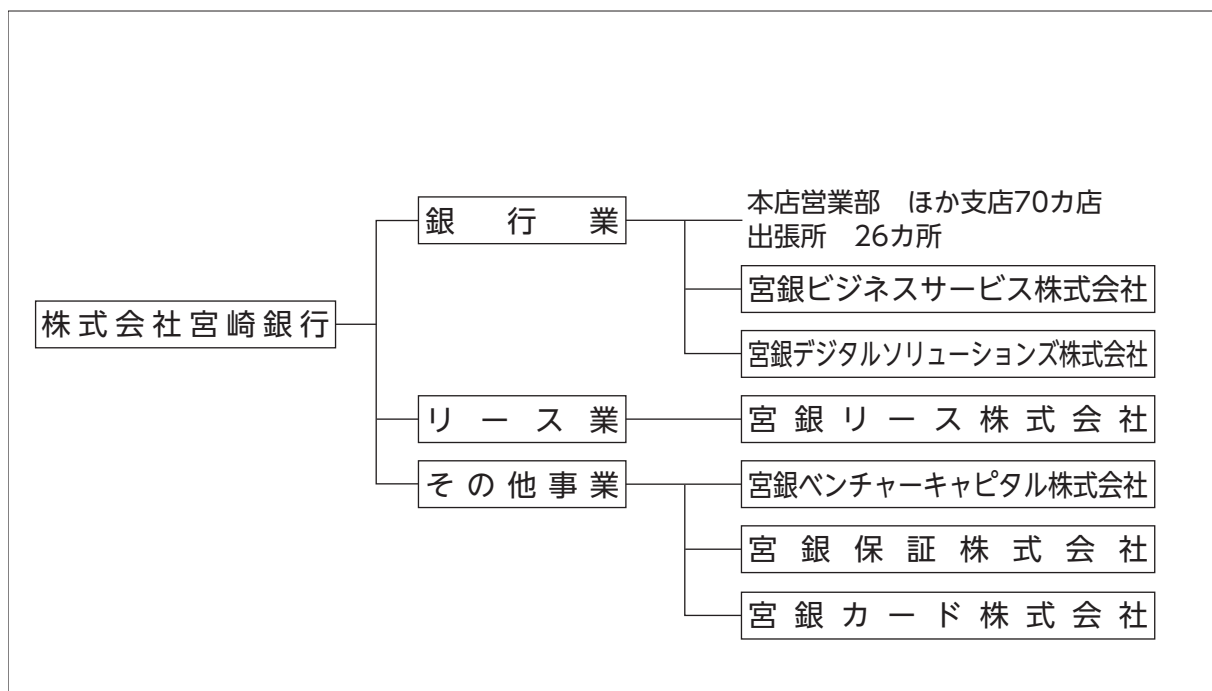 株式会社宮崎銀行
銀行業
本店営業部　ほか支店70カ店
出張所　26カ所
宮銀ビジネスサービス株式会社
宮銀デジタルソリューションズ株式会社
リース業
宮銀リース株式会社
その他事業
宮銀ベンチャーキャピタル株式会社
宮銀保証株式会社
宮銀カード株式会社